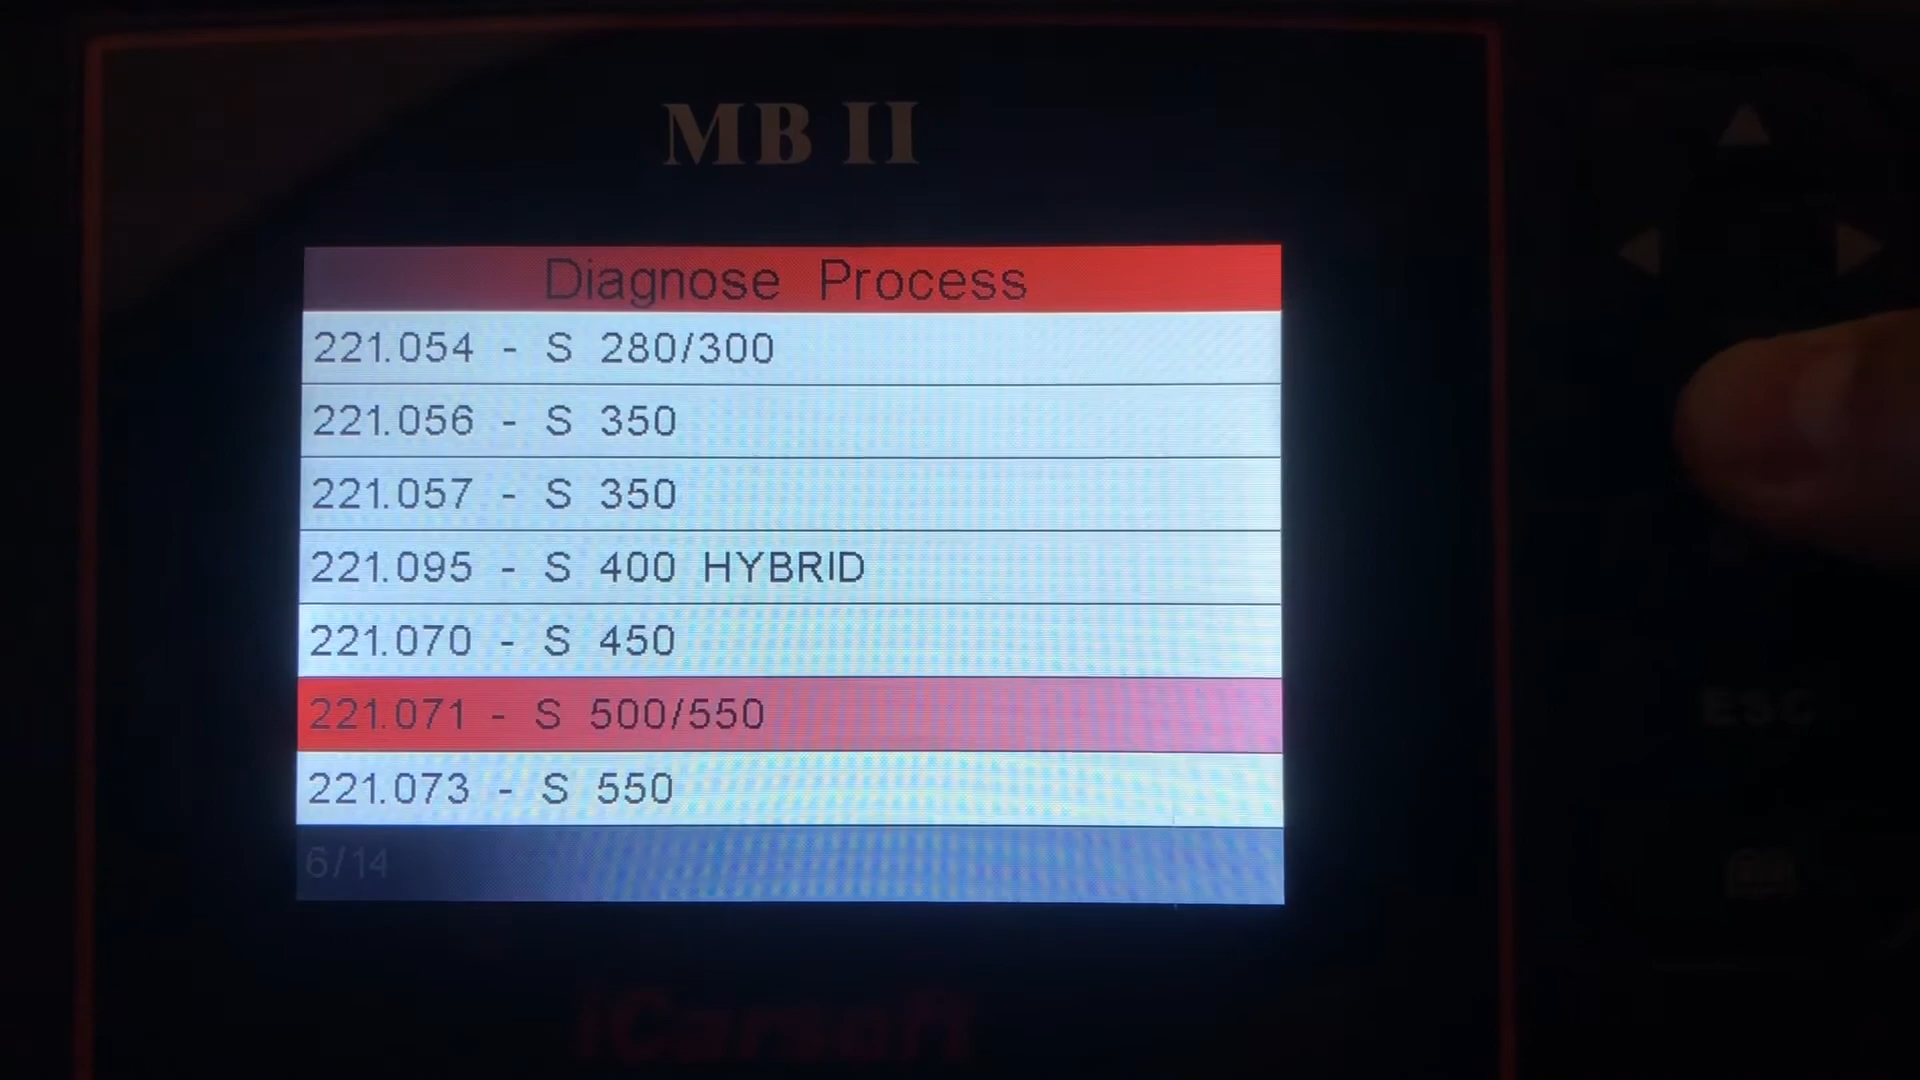 MB II
Diagnose Process
221.054 - S 280/300
221.056 - S 350
221.057 - S 350
221.095 - S 400 HYBRID
221.070 - S 450
221.071 - S 500/550
221.073 - S 550
6/14
ESC
iCarsoft